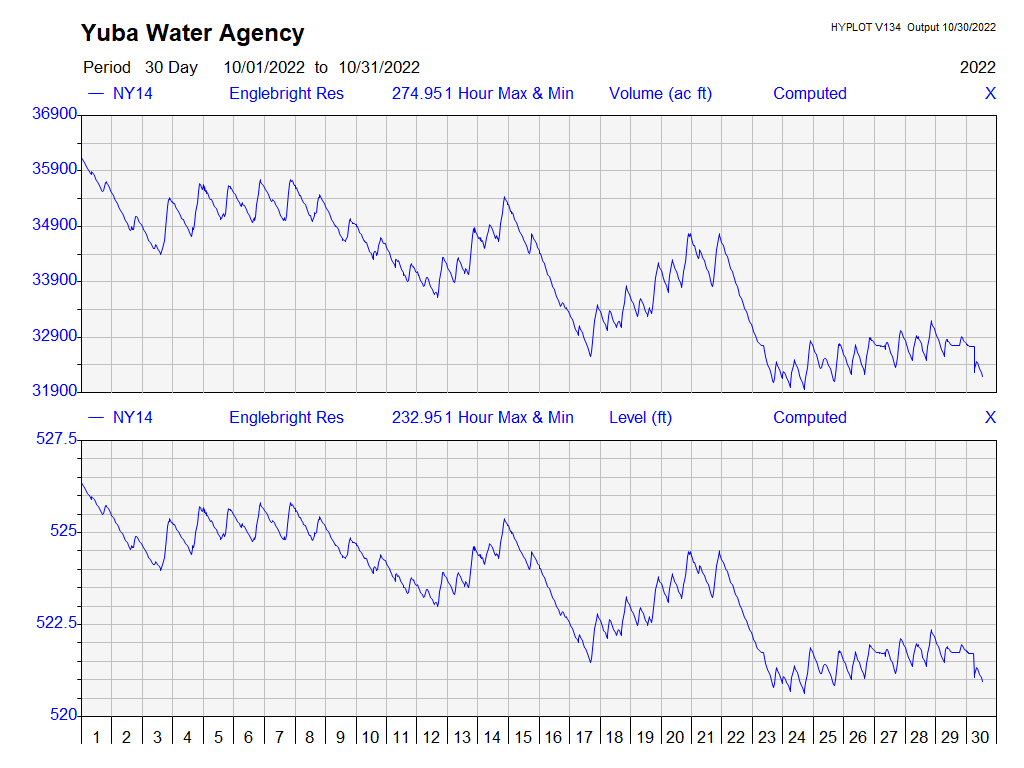 Yuba Water Agency
HYPLOT V134 Output 10/30/2022
Period 30 Day 10/01/2022 to 10/31/2022 2022
NY14 Englebright Res 274.951 Hour Max & Min Volume (ac ft) Computed X
36900
35900
34900
33900
32900
31900
NY14 Englebright Res 232.951 Hour Max & Min Level (ft) Computed X
527.5
525
522.5
520
1 2 3 4 5 6 7 8 9 10 11 12 13 14 15 16 17 18 19 20 21 22 23 24 25 26 27 28 29 30